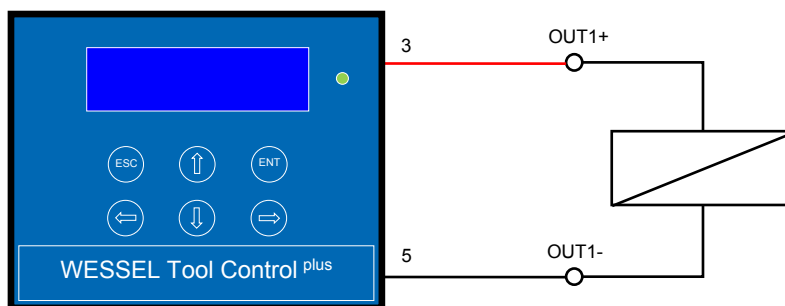 3
OUT1+
ESC
ENT
5
OUT1-
WESSEL Tool Control plus